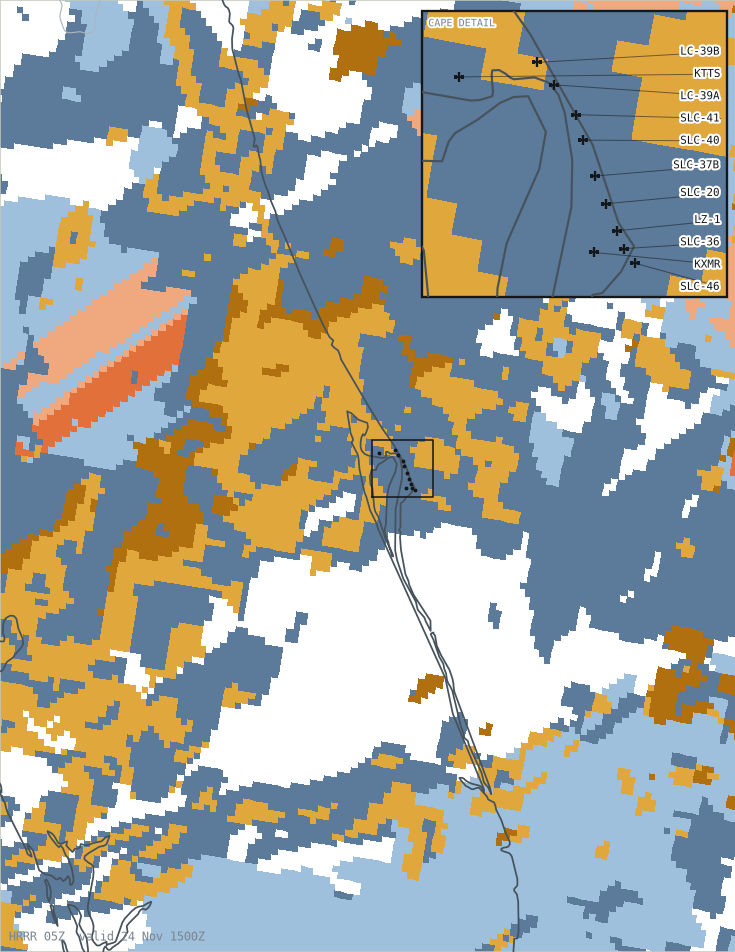 CAPE DETAIL
LC-39B
KTTS
LC-39A
SLC-41
SLC-40
SLC-37B
SLC-20
LZ-1
SLC-36
KXMR
SLC-46
HRRR 05Z valid 24 Nov 1500Z